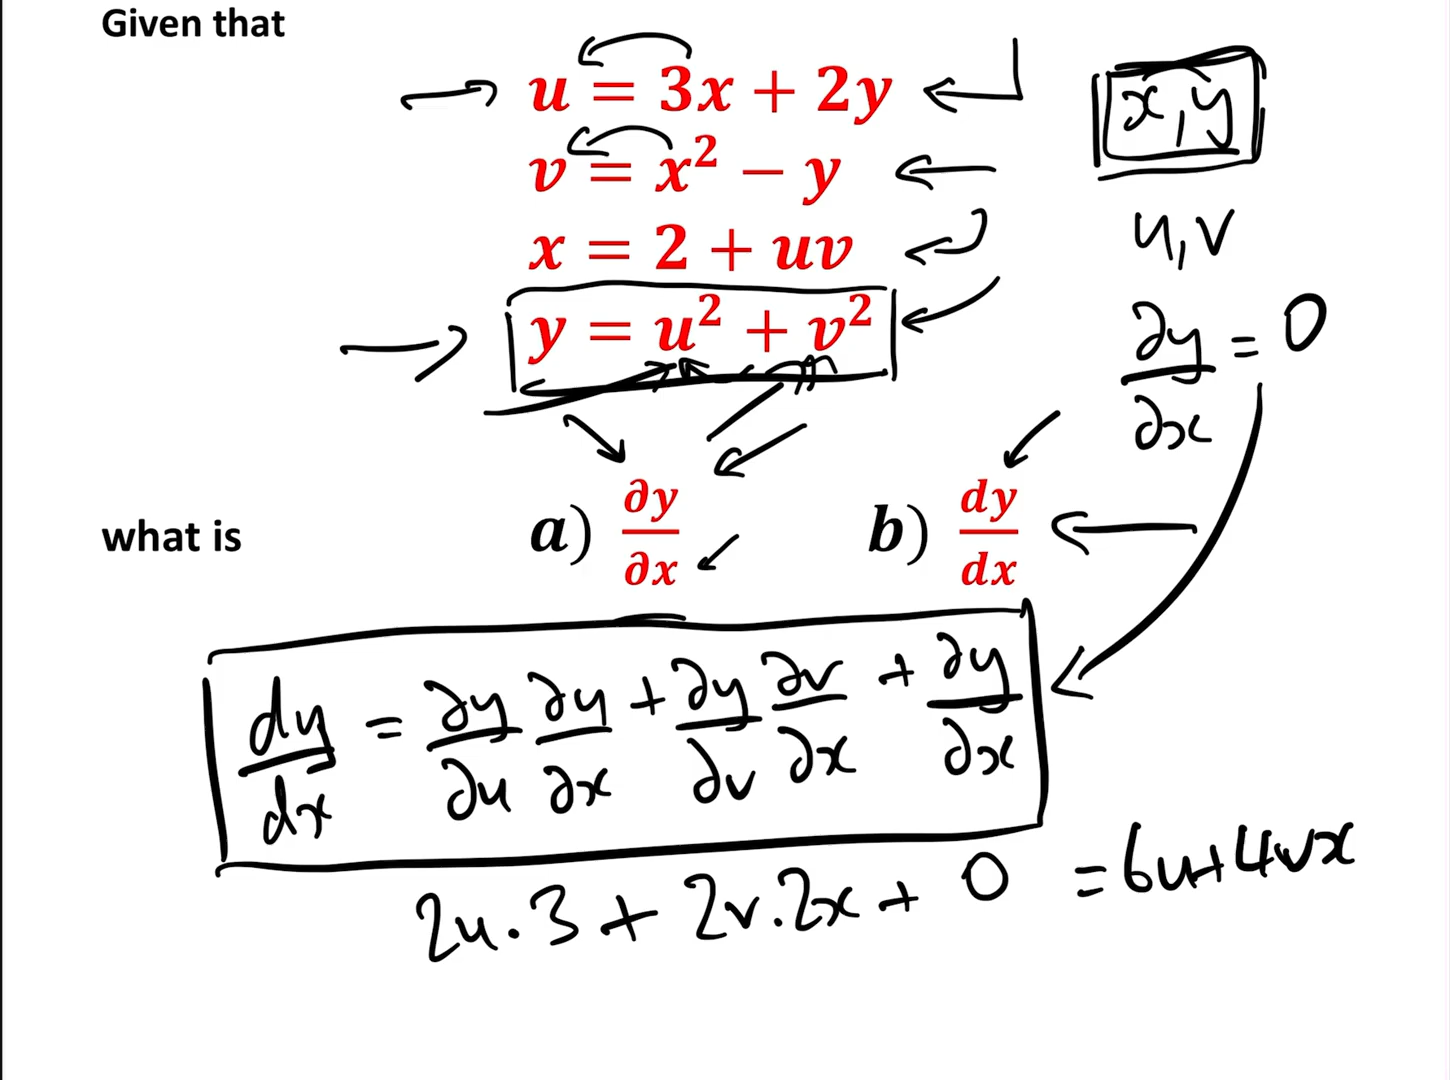 Given that
u = 3x + 2y
v = x² − y
x = 2 + uv
y = u² + v²
x, y
u, v
∂y/∂x = 0
what is a) ∂y/∂x b) dy/dx
dy/dx = ∂y/∂u ∂u/∂x + ∂y/∂v ∂v/∂x + ∂y/∂x
2u · 3 + 2v · 2x + 0 = 6u + 4vx